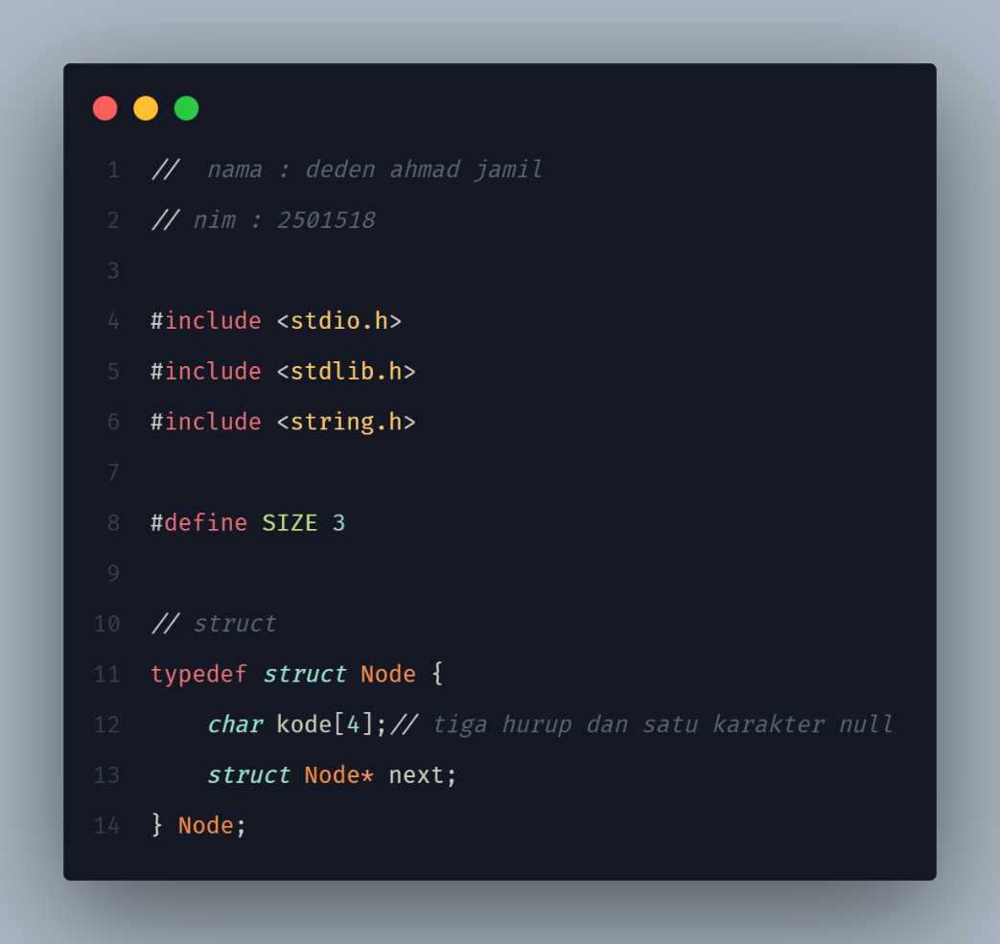 1 //  nama : deden ahmad jamil
2 // nim : 2501518
3
4 #include <stdio.h>
5 #include <stdlib.h>
6 #include <string.h>
7
8 #define SIZE 3
9
10 // struct
11 typedef struct Node {
12     char kode[4];// tiga hurup dan satu karakter null
13     struct Node* next;
14 } Node;